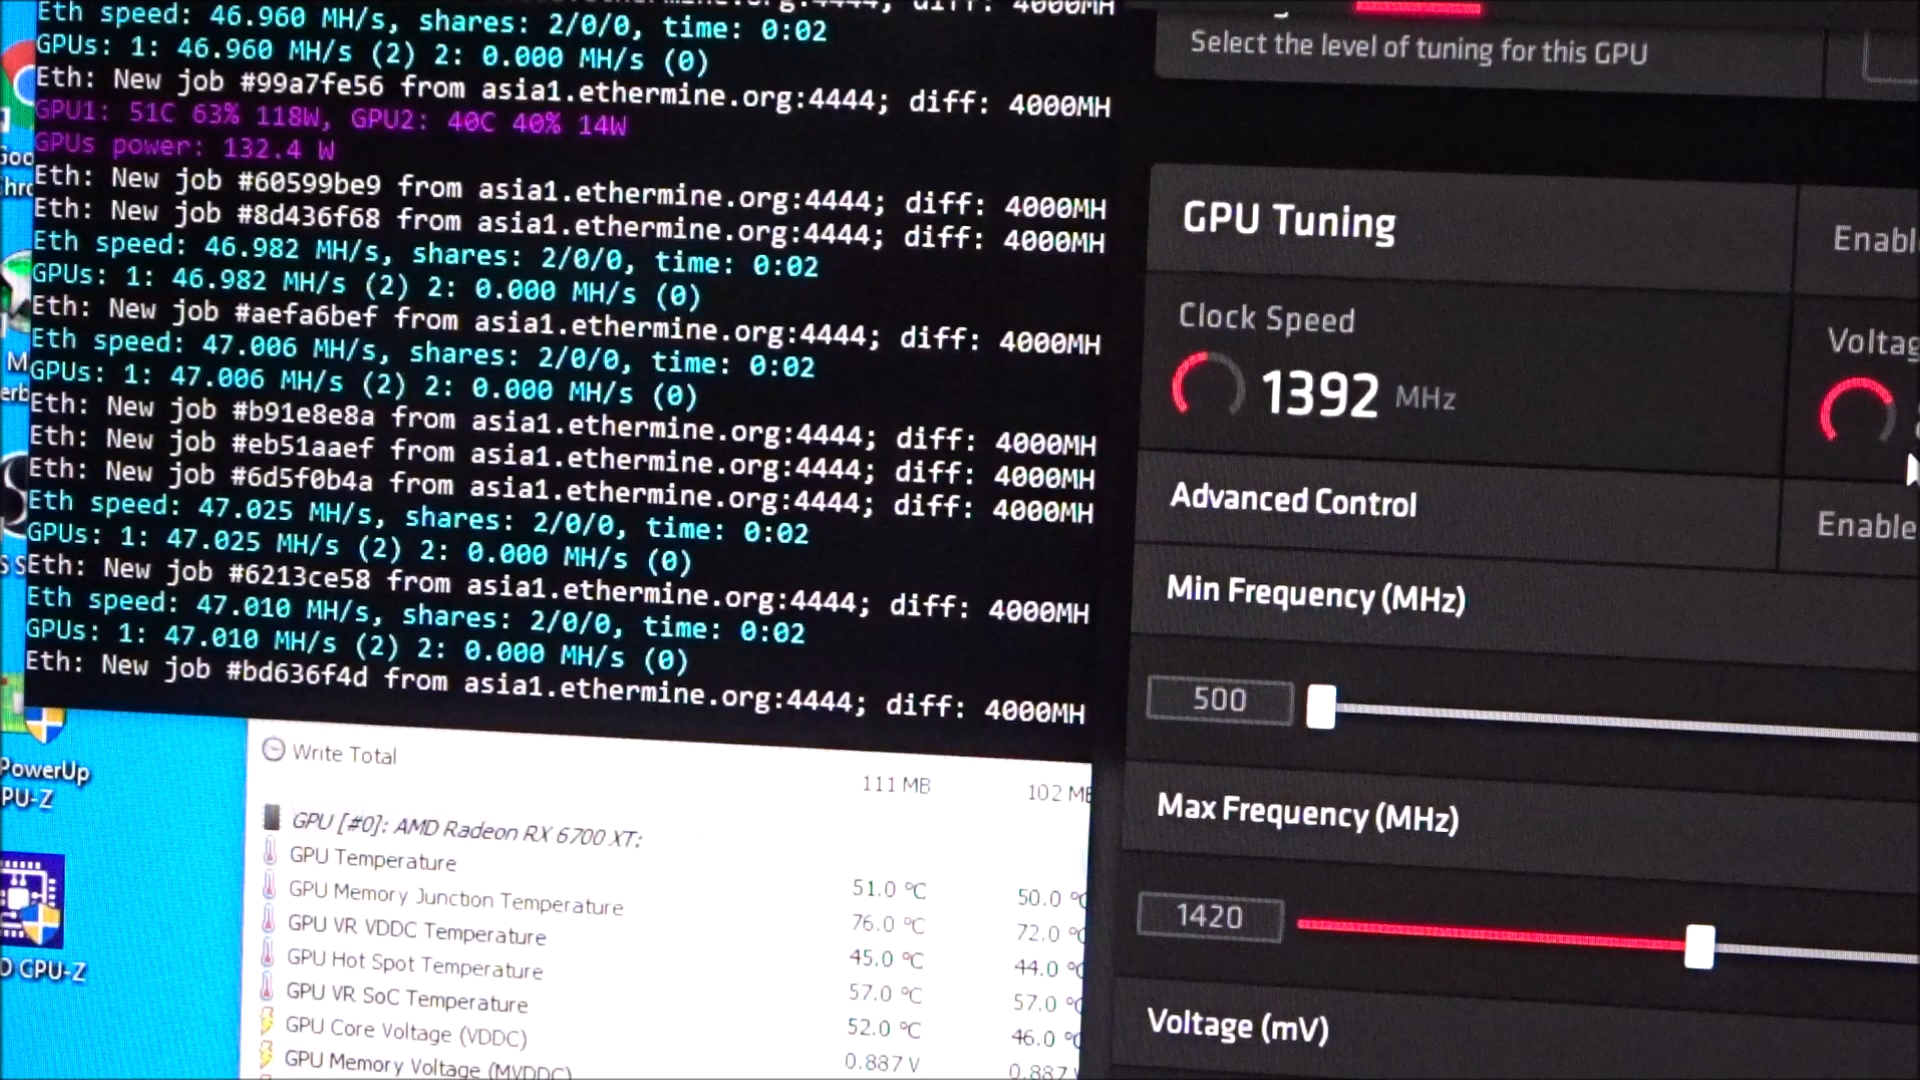 Eth speed: 46.960 MH/s, shares: 2/0/0, time: 0:02
GPUs: 1: 46.960 MH/s (2) 2: 0.000 MH/s (0)
Eth: New job #99a7fe56 from asia1.ethermine.org:4444; diff: 4000MH
GPU1: 51C 63% 118W, GPU2: 40C 40% 14W
GPUs power: 132.4 W
Eth: New job #60599be9 from asia1.ethermine.org:4444; diff: 4000MH
Eth: New job #8d436f68 from asia1.ethermine.org:4444; diff: 4000MH
Eth speed: 46.982 MH/s, shares: 2/0/0, time: 0:02
GPUs: 1: 46.982 MH/s (2) 2: 0.000 MH/s (0)
Eth: New job #aefa6bef from asia1.ethermine.org:4444; diff: 4000MH
Eth speed: 47.006 MH/s, shares: 2/0/0, time: 0:02
GPUs: 1: 47.006 MH/s (2) 2: 0.000 MH/s (0)
Eth: New job #b91e8e8a from asia1.ethermine.org:4444; diff: 4000MH
Eth: New job #eb51aaef from asia1.ethermine.org:4444; diff: 4000MH
Eth: New job #6d5f0b4a from asia1.ethermine.org:4444; diff: 4000MH
Eth speed: 47.025 MH/s, shares: 2/0/0, time: 0:02
GPUs: 1: 47.025 MH/s (2) 2: 0.000 MH/s (0)
Eth: New job #6213ce58 from asia1.ethermine.org:4444; diff: 4000MH
Eth speed: 47.010 MH/s, shares: 2/0/0, time: 0:02
GPUs: 1: 47.010 MH/s (2) 2: 0.000 MH/s (0)
Eth: New job #bd636f4d from asia1.ethermine.org:4444; diff: 4000MH
PowerUp
PU-Z
GPU-Z
Write Total 111 MB 102 MB
GPU [#0]: AMD Radeon RX 6700 XT:
GPU Temperature 51.0 °C 50.0 °C
GPU Memory Junction Temperature 76.0 °C 72.0 °C
GPU VR VDDC Temperature 45.0 °C 44.0 °C
GPU Hot Spot Temperature 57.0 °C 57.0 °C
GPU VR SoC Temperature 52.0 °C 46.0 °C
GPU Core Voltage (VDDC) 0.887 V 0.887
GPU Memory Voltage (MVDDC)
Select the level of tuning for this GPU
GPU Tuning Enabl
Clock Speed Voltag
1392 MHz
Advanced Control Enable
Min Frequency (MHz)
500
Max Frequency (MHz)
1420
Voltage (mV)